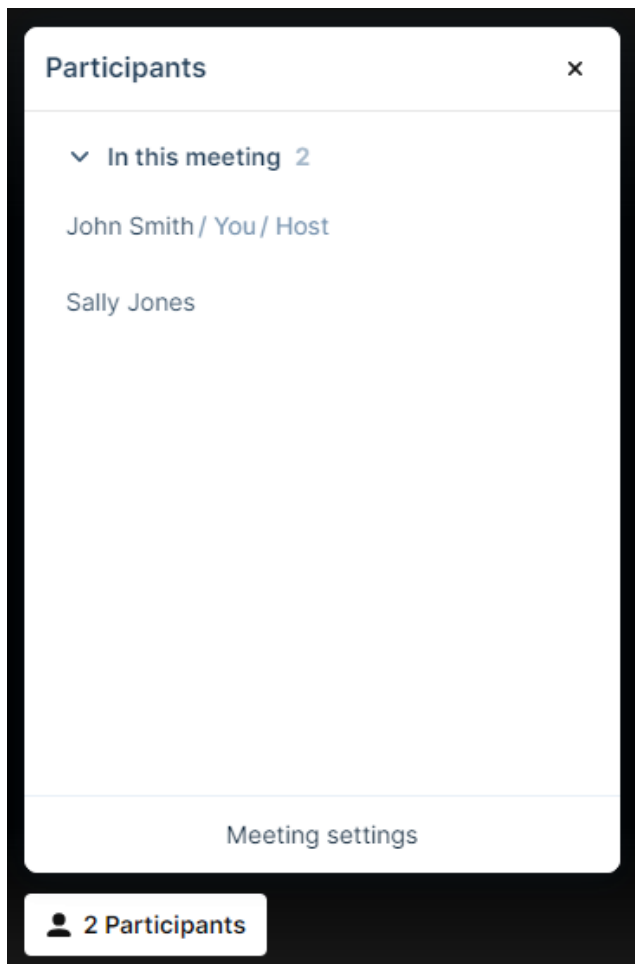 Participants
In this meeting 2
John Smith / You / Host
Sally Jones
Meeting settings
2 Participants